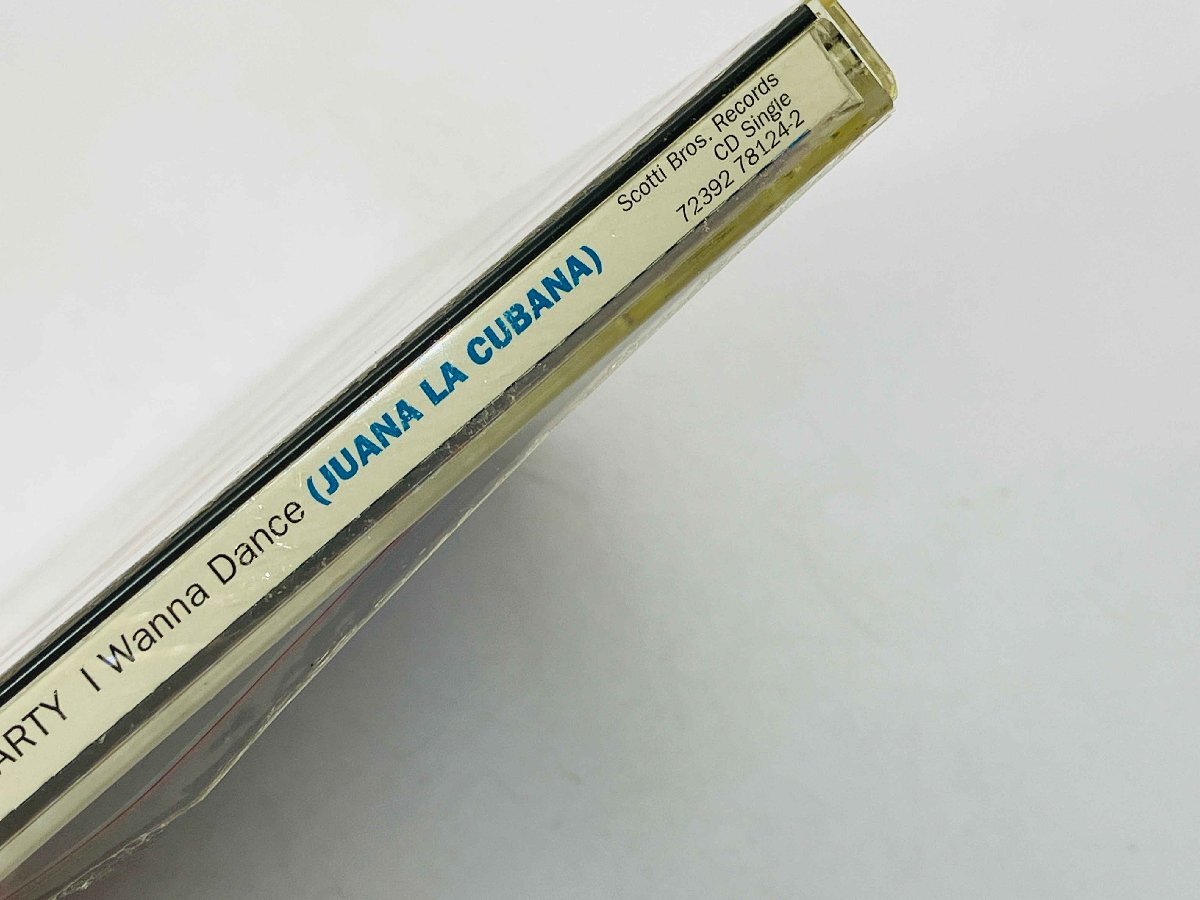 ARTY I Wanna Dance (JUANA LA CUBANA)
Scotti Bros. Records
CD Single
72392 78124-2